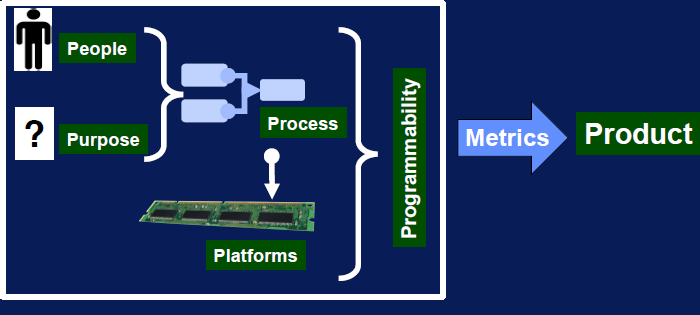 People
?
Purpose
Process
Platforms
Programmability
Metrics
Product